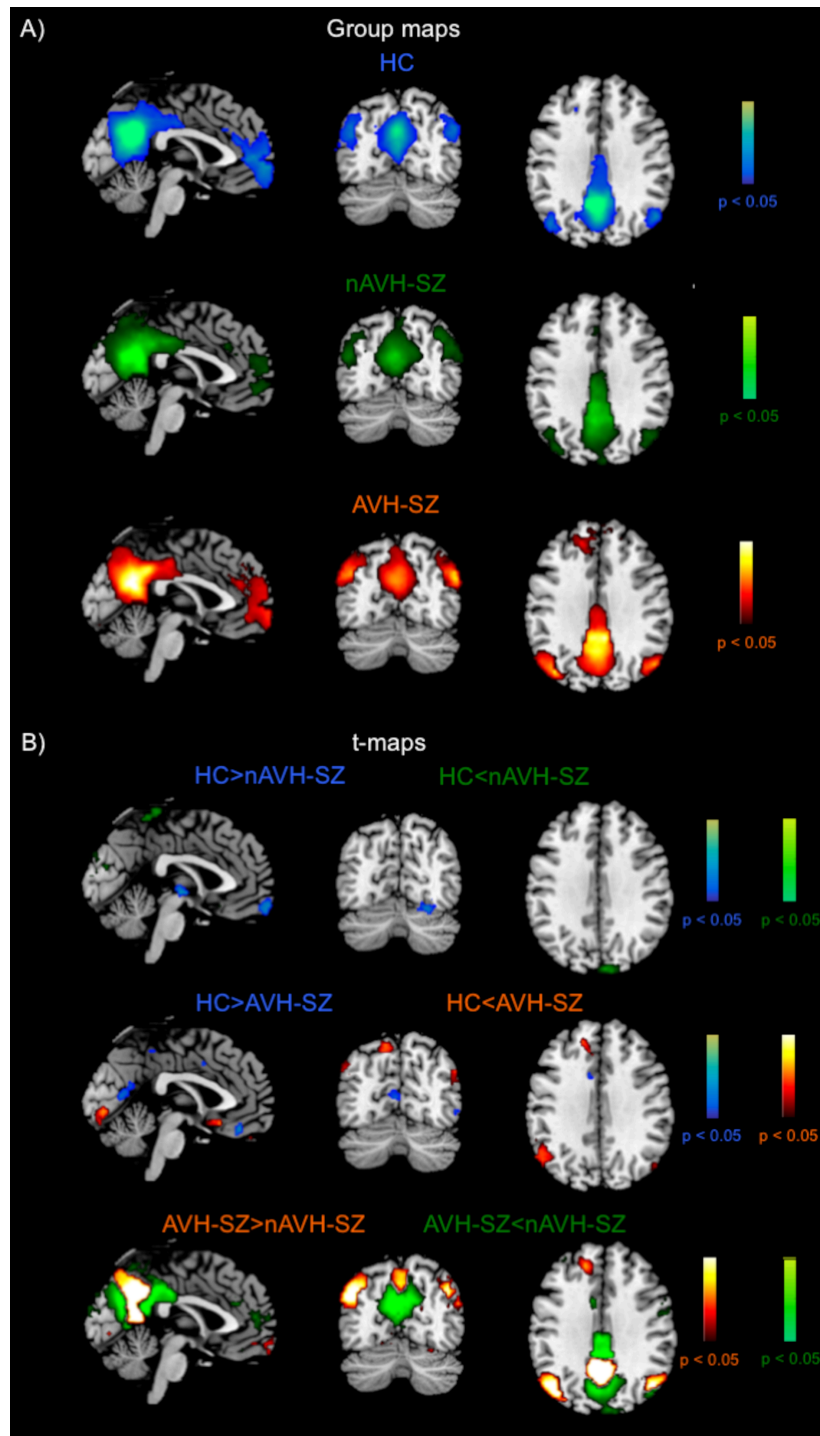 A) Group maps
HC
p < 0.05
nAVH-SZ
p < 0.05
AVH-SZ
p < 0.05
B) t-maps
HC>nAVH-SZ HC<nAVH-SZ
p < 0.05 p < 0.05
HC>AVH-SZ HC<AVH-SZ
p < 0.05 p < 0.05
AVH-SZ>nAVH-SZ AVH-SZ<nAVH-SZ
p < 0.05 p < 0.05